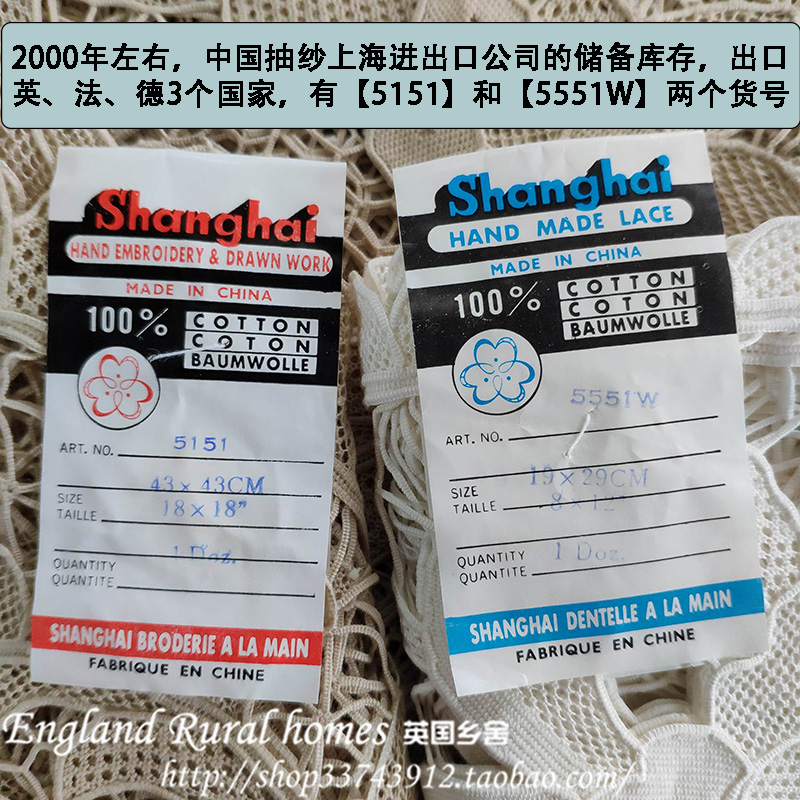 2000年左右，中国抽纱上海进出口公司的储备库存，出口
英、法、德3个国家，有【5151】和【5551W】两个货号
Shanghai
HAND EMBROIDERY & DRAWN WORK
MADE IN CHINA
100%
COTTON
COTON
BAUMWOLLE
ART. NO. 5151
43 x 43CM
SIZE
TAILLE 18 x 18"
QUANTITY 1 Doz.
QUANTITE
SHANGHAI BRODERIE A LA MAIN
FABRIQUE EN CHINE
Shanghai
HAND MADE LACE
MADE IN CHINA
100%
COTTON
COTON
BAUMWOLLE
5551W
ART. NO.
19 x 29CM
SIZE
TAILLE 8 x 12"
QUANTITY 1 Doz.
QUANTITE
SHANGHAI DENTELLE A LA MAIN
FABRIQUE EN CHINE
England Rural homes 英国乡舍
http://shop33743912.taobao.com/